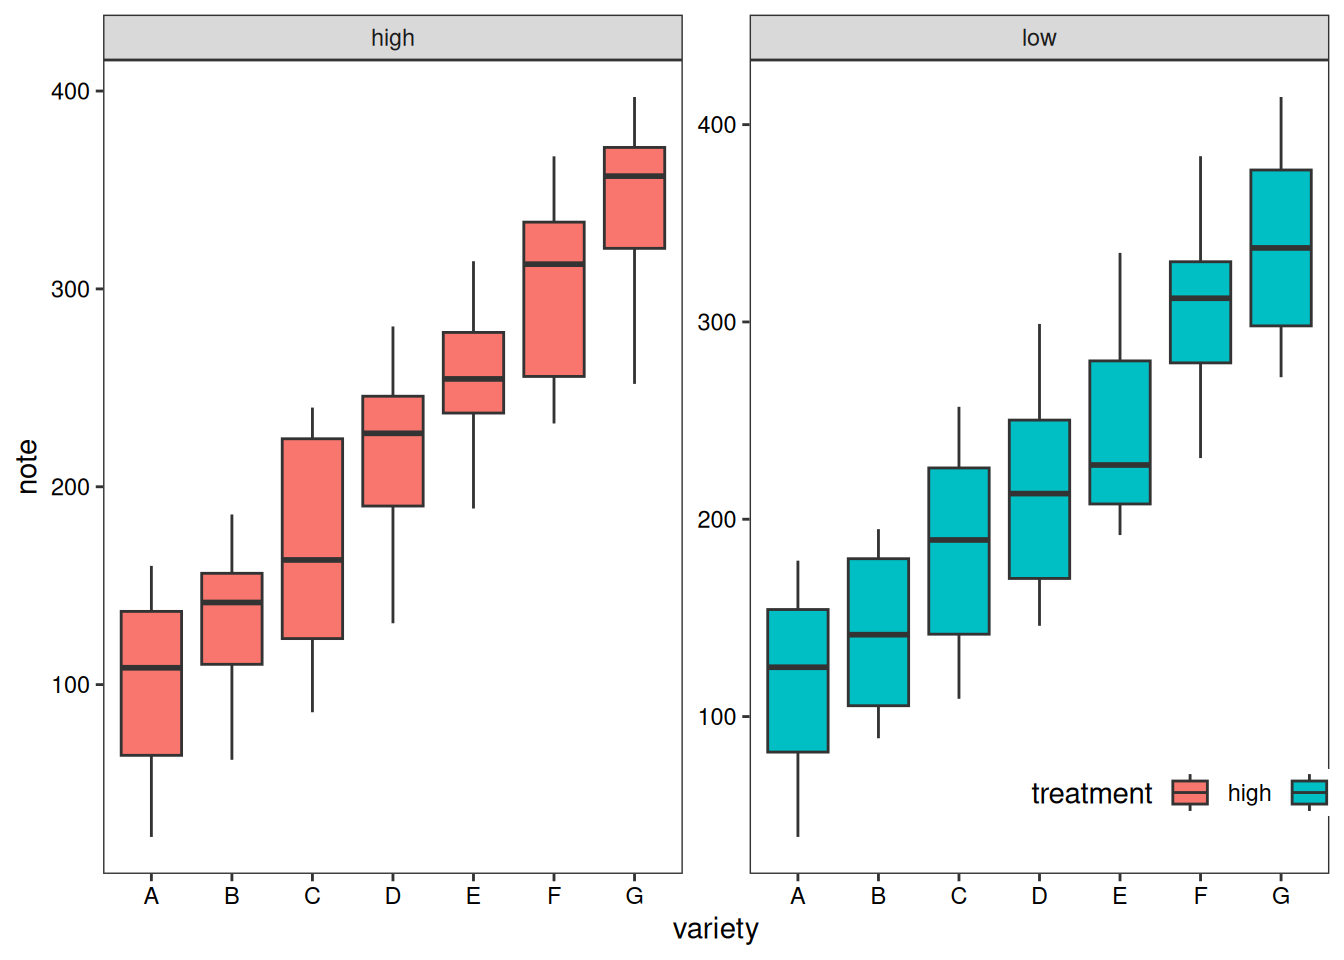 high
low
400
300
200
100
400
300
200
100
note
treatment high
A B C D E F G
A B C D E F G
variety